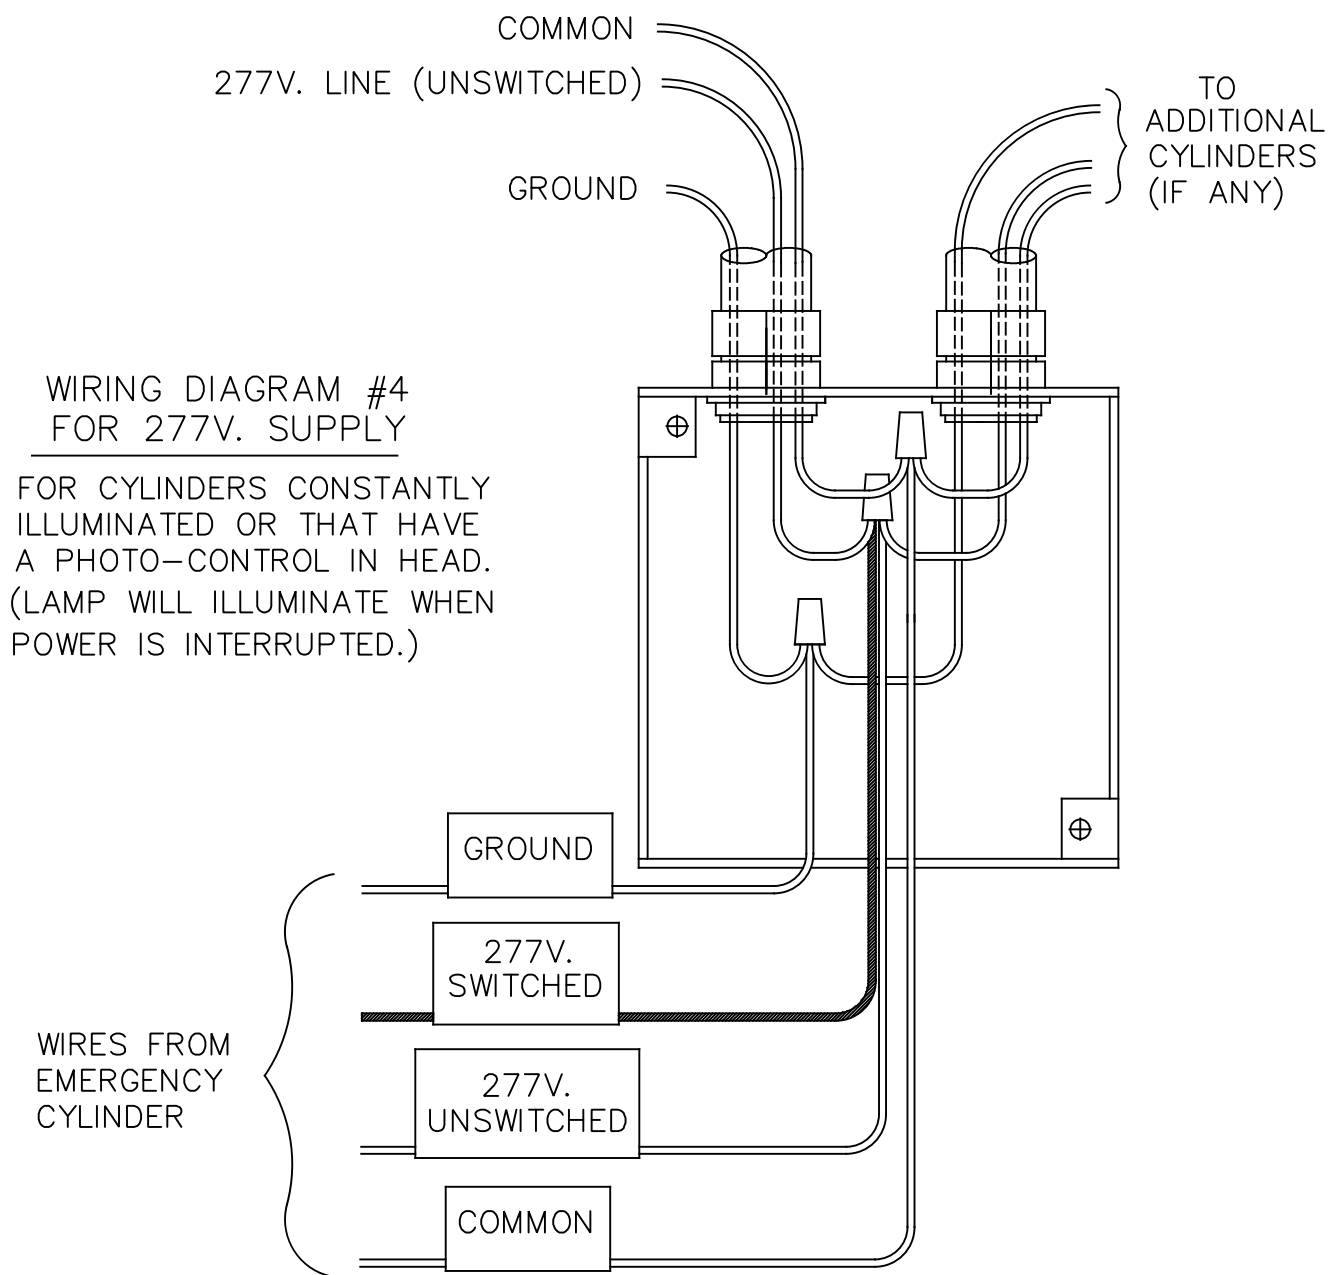 COMMON
277V. LINE (UNSWITCHED)
GROUND
TO
ADDITIONAL
CYLINDERS
(IF ANY)
WIRING DIAGRAM #4
FOR 277V. SUPPLY
FOR CYLINDERS CONSTANTLY
ILLUMINATED OR THAT HAVE
A PHOTO-CONTROL IN HEAD.
(LAMP WILL ILLUMINATE WHEN
POWER IS INTERRUPTED.)
GROUND
277V.
SWITCHED
WIRES FROM
EMERGENCY
CYLINDER
277V.
UNSWITCHED
COMMON